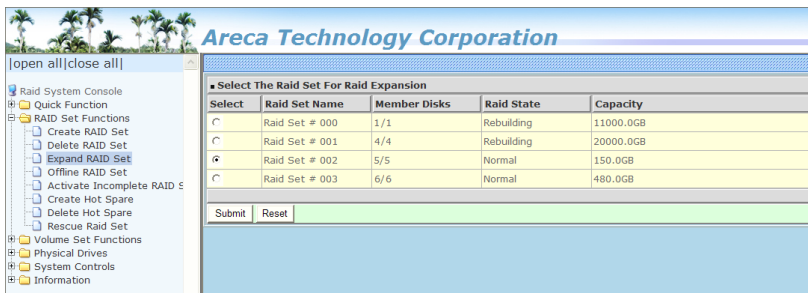 Areca Technology Corporation
|open all|close all|
Raid System Console
Quick Function
RAID Set Functions
Create RAID Set
Delete RAID Set
Expand RAID Set
Offline RAID Set
Activate Incomplete RAID S
Create Hot Spare
Delete Hot Spare
Rescue Raid Set
Volume Set Functions
Physical Drives
System Controls
Information
Select The Raid Set For Raid Expansion
Select Raid Set Name Member Disks Raid State Capacity
Raid Set # 000 1/1 Rebuilding 11000.0GB
Raid Set # 001 4/4 Rebuilding 20000.0GB
Raid Set # 002 5/5 Normal 150.0GB
Raid Set # 003 6/6 Normal 480.0GB
Submit Reset